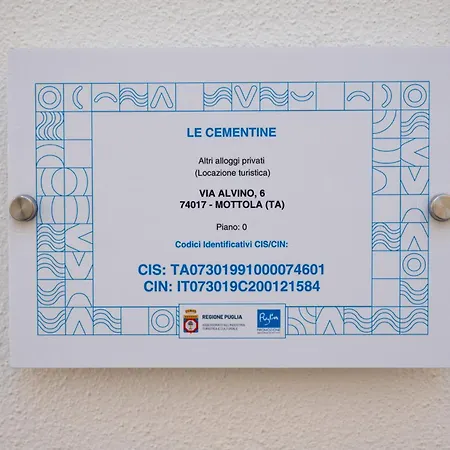 LE CEMENTINE
Altri alloggi privati
(Locazione turistica)
VIA ALVINO, 6
74017 - MOTTOLA (TA)
Piano: 0
Codici Identificativi CIS/CIN:
CIS: TA07301991000074601
CIN: IT073019C200121584
REGIONE PUGLIA
Puglia